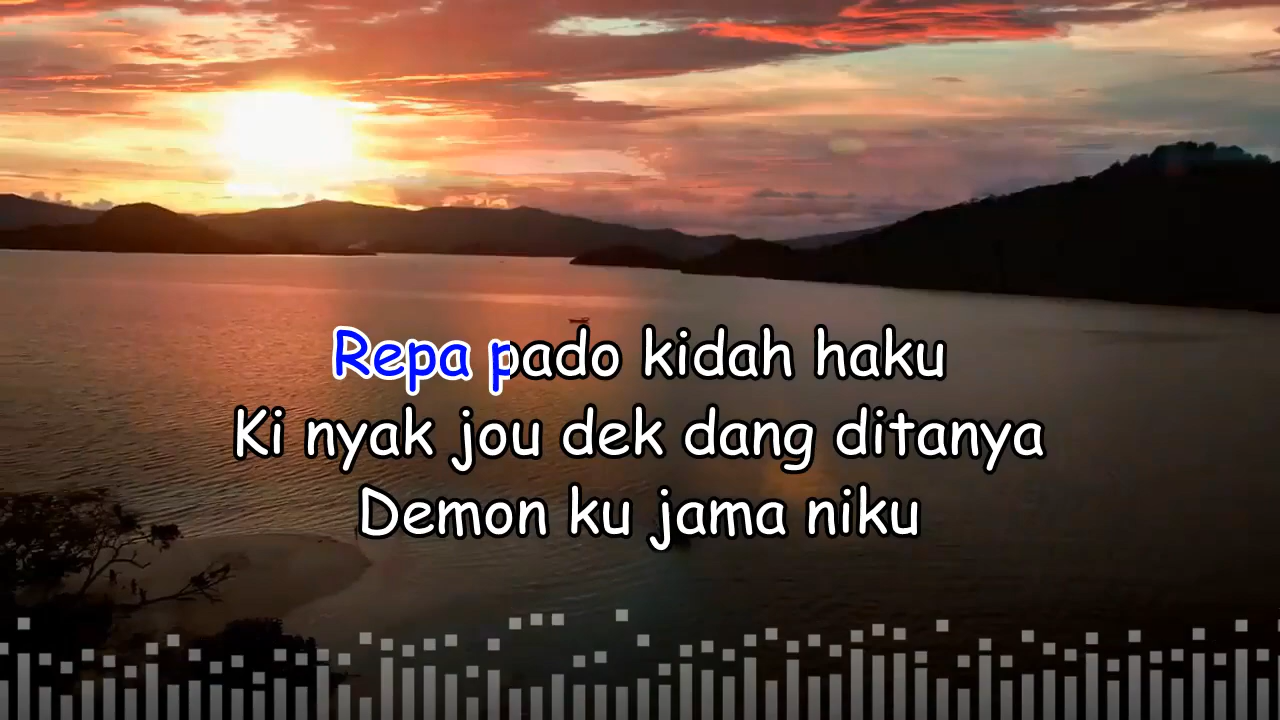 Repa pado kidah haku
Ki nyak jou dek dang ditanya
Demon ku jama niku